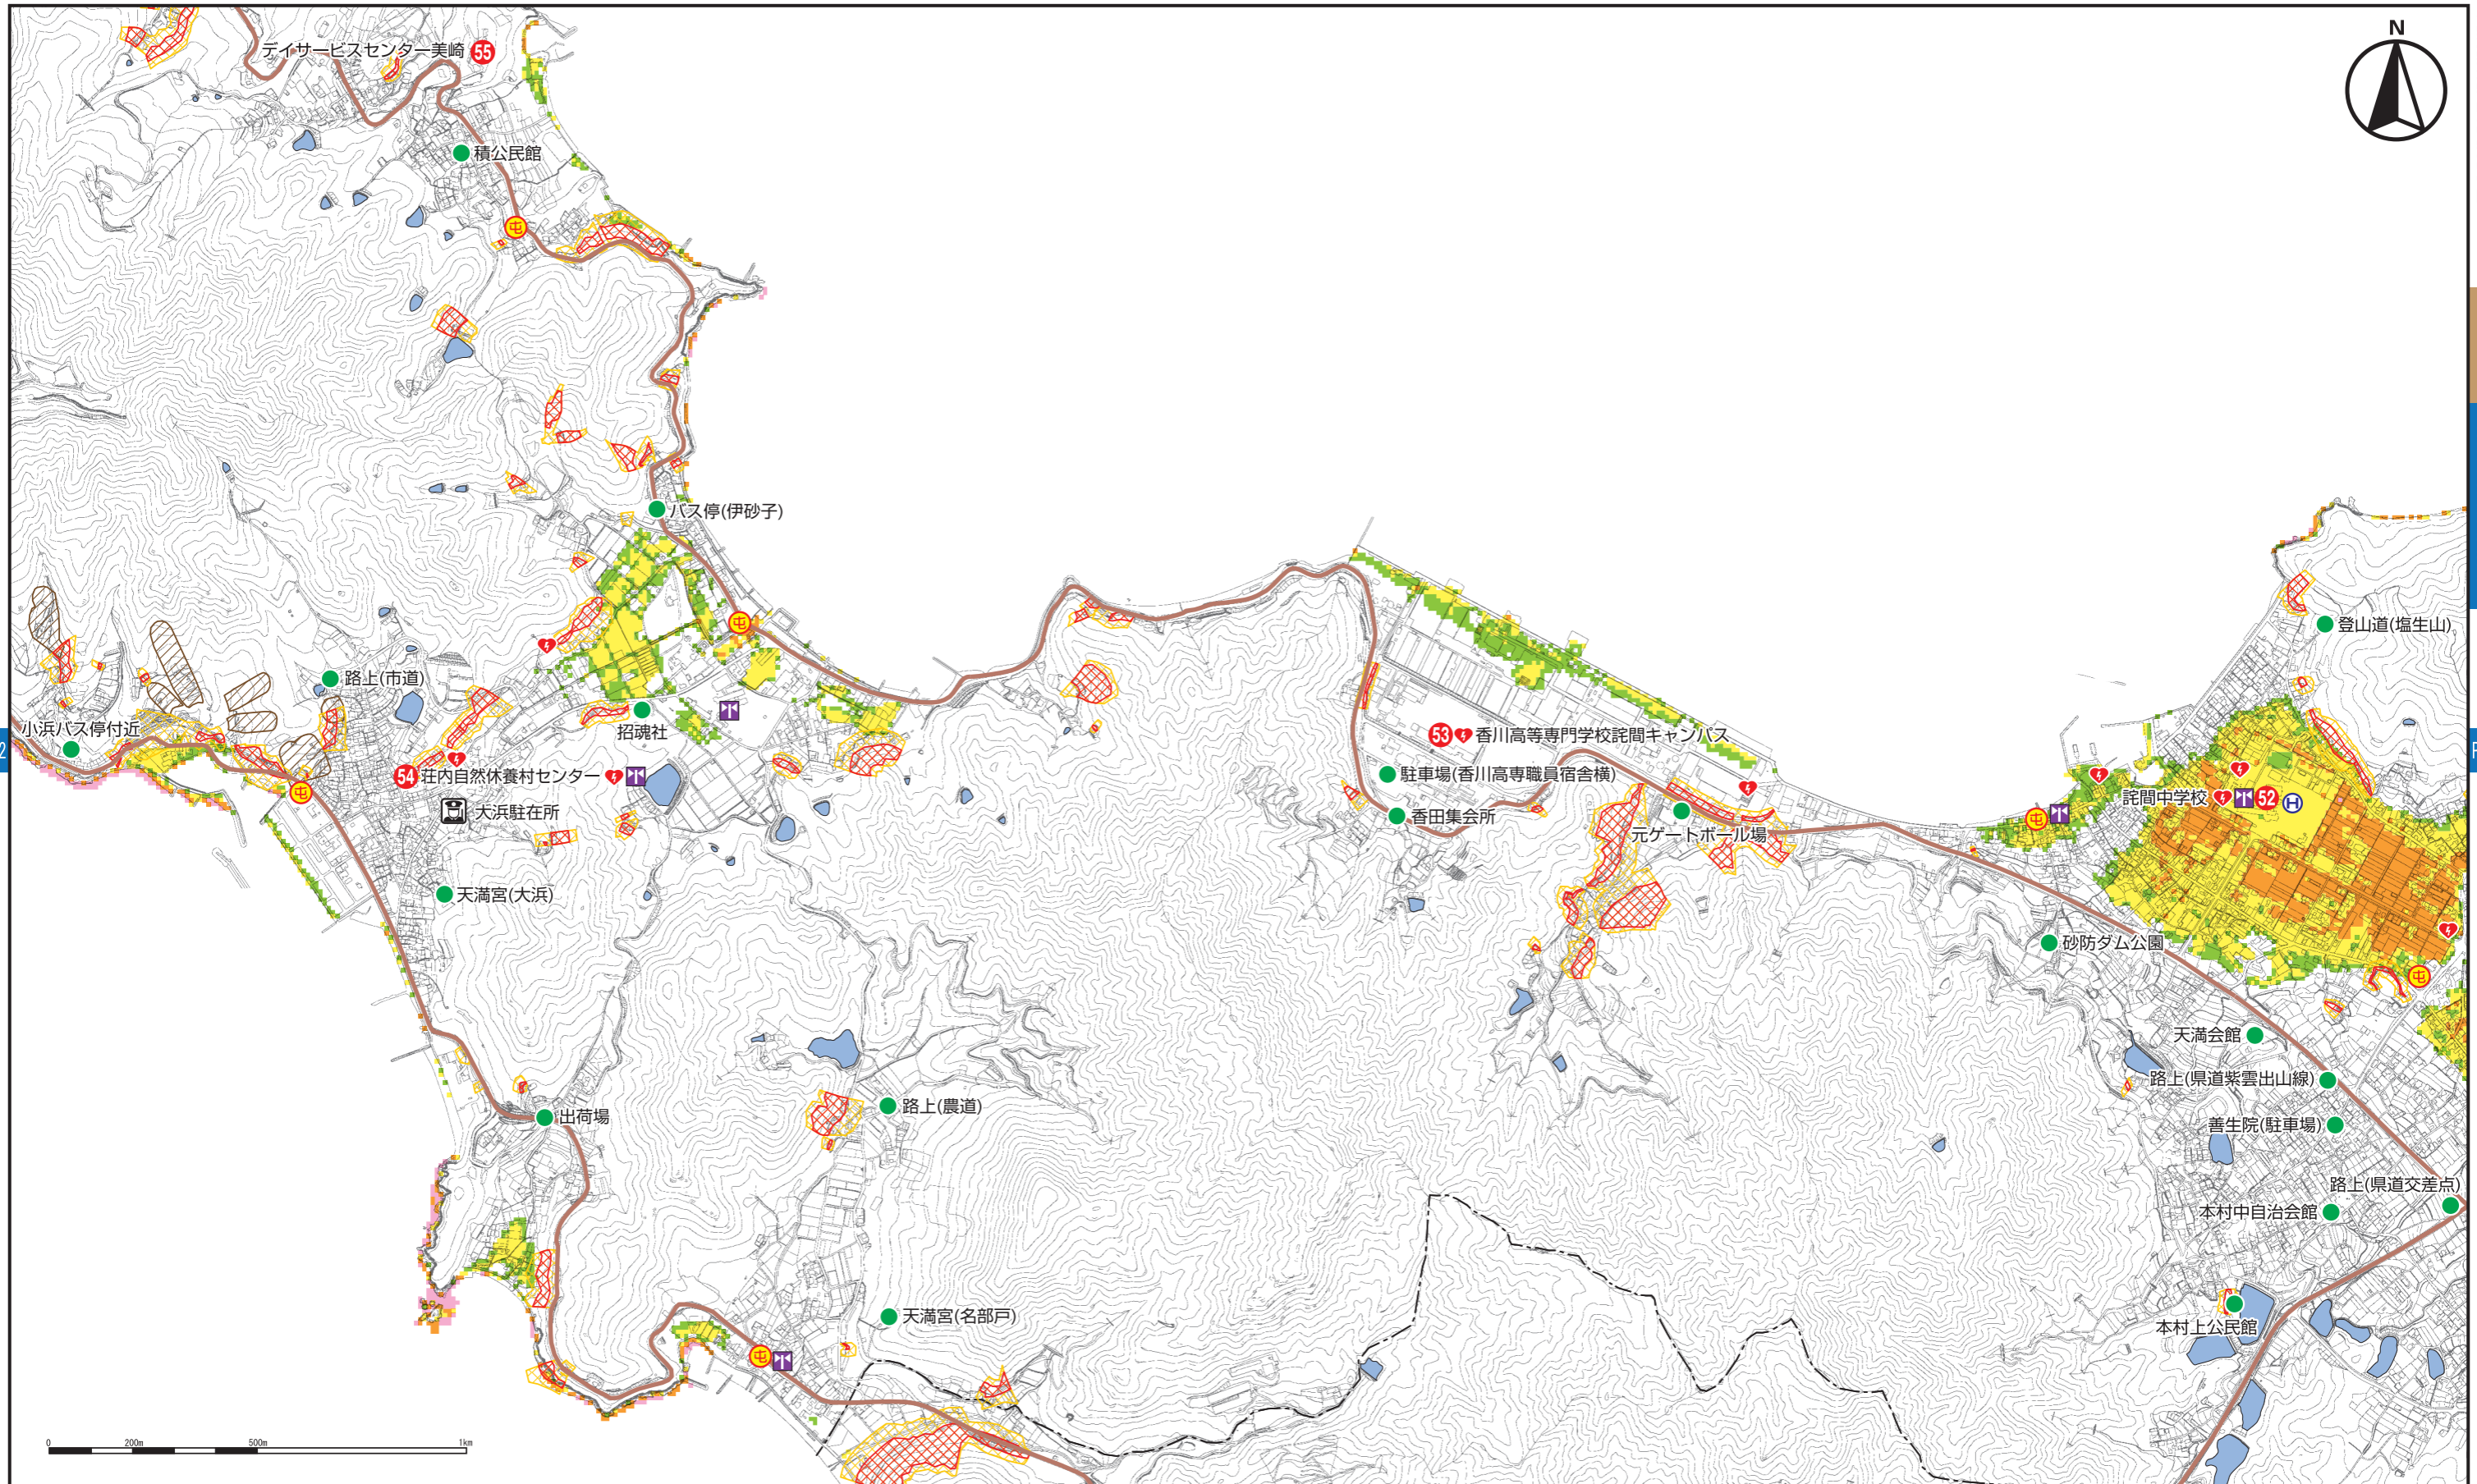 N
デイサービスセンター美崎 55
積公民館
屯
バス停(伊砂子)
屯
登山道(塩生山)
路上(市道)
招魂社
小浜バス停付近
2
53 香川高等専門学校詫間キャンパス
駐車場(香川高専職員宿舎横)
54 荘内自然休養村センター
屯
大浜駐在所
詫間中学校 52 H
香田集会所
屯
元ゲートボール場
天満宮(大浜)
砂防ダム公園
屯
天満会館
路上(県道紫雲出山線)
出荷場
路上(農道)
善生院(駐車場)
路上(県道交差点)
本村中自治会館
天満宮(名部戸)
本村上公民館
屯
0 200m 500m 1km